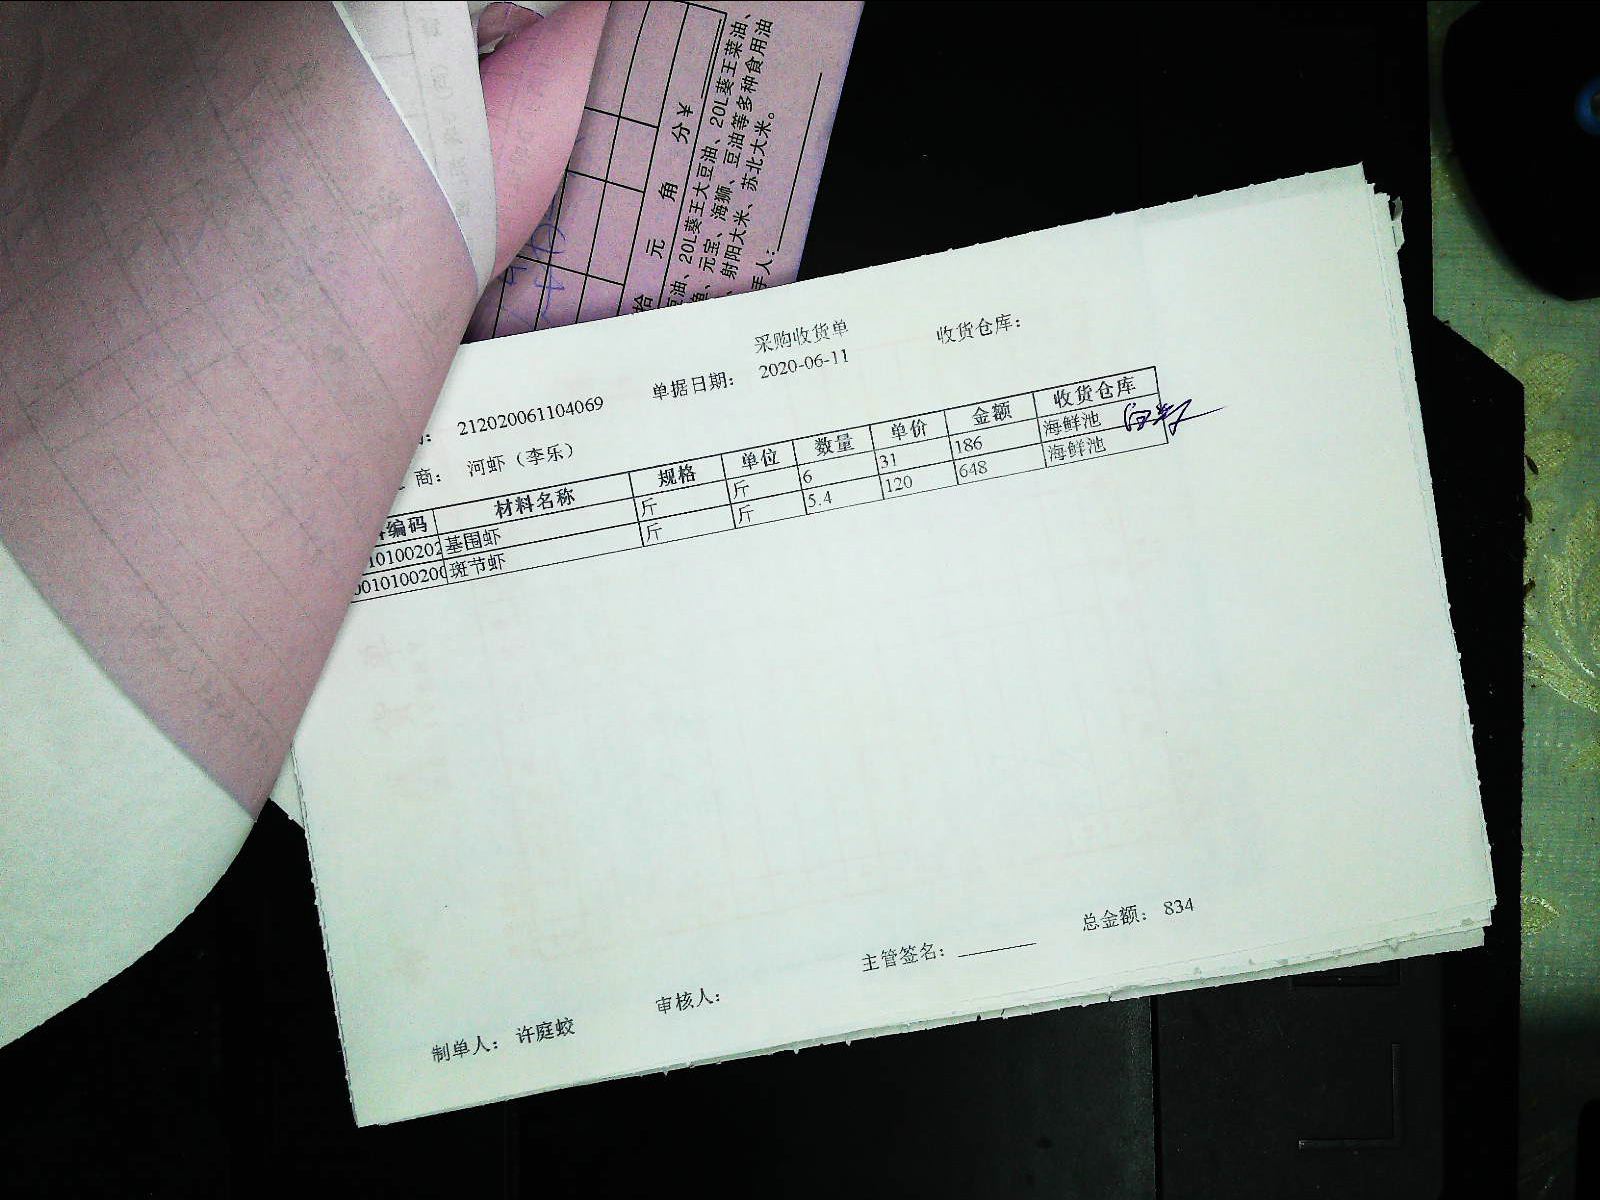 分¥
角
元
拾
豆油、20L葵王大豆油、20L葵王菜油、
元宝、海狮、豆油等多种食用油
射阳大米、苏北大米。
手人：
采购收货单
收货仓库：
212020061104069 单据日期： 2020-06-11
商： 河虾（李乐）
编码 材料名称 规格 单位 数量 单价 金额 收货仓库
10100202 基围虾 斤 斤 6 31 186 海鲜池
0010100200 斑节虾 斤 斤 5.4 120 648 海鲜池
主管签名： 总金额： 834
制单人： 许庭蛟 审核人：